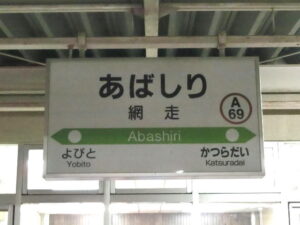 あばしり
網走
A
69
Abashiri
よびと
Yobito
かつらだい
Katsuradai